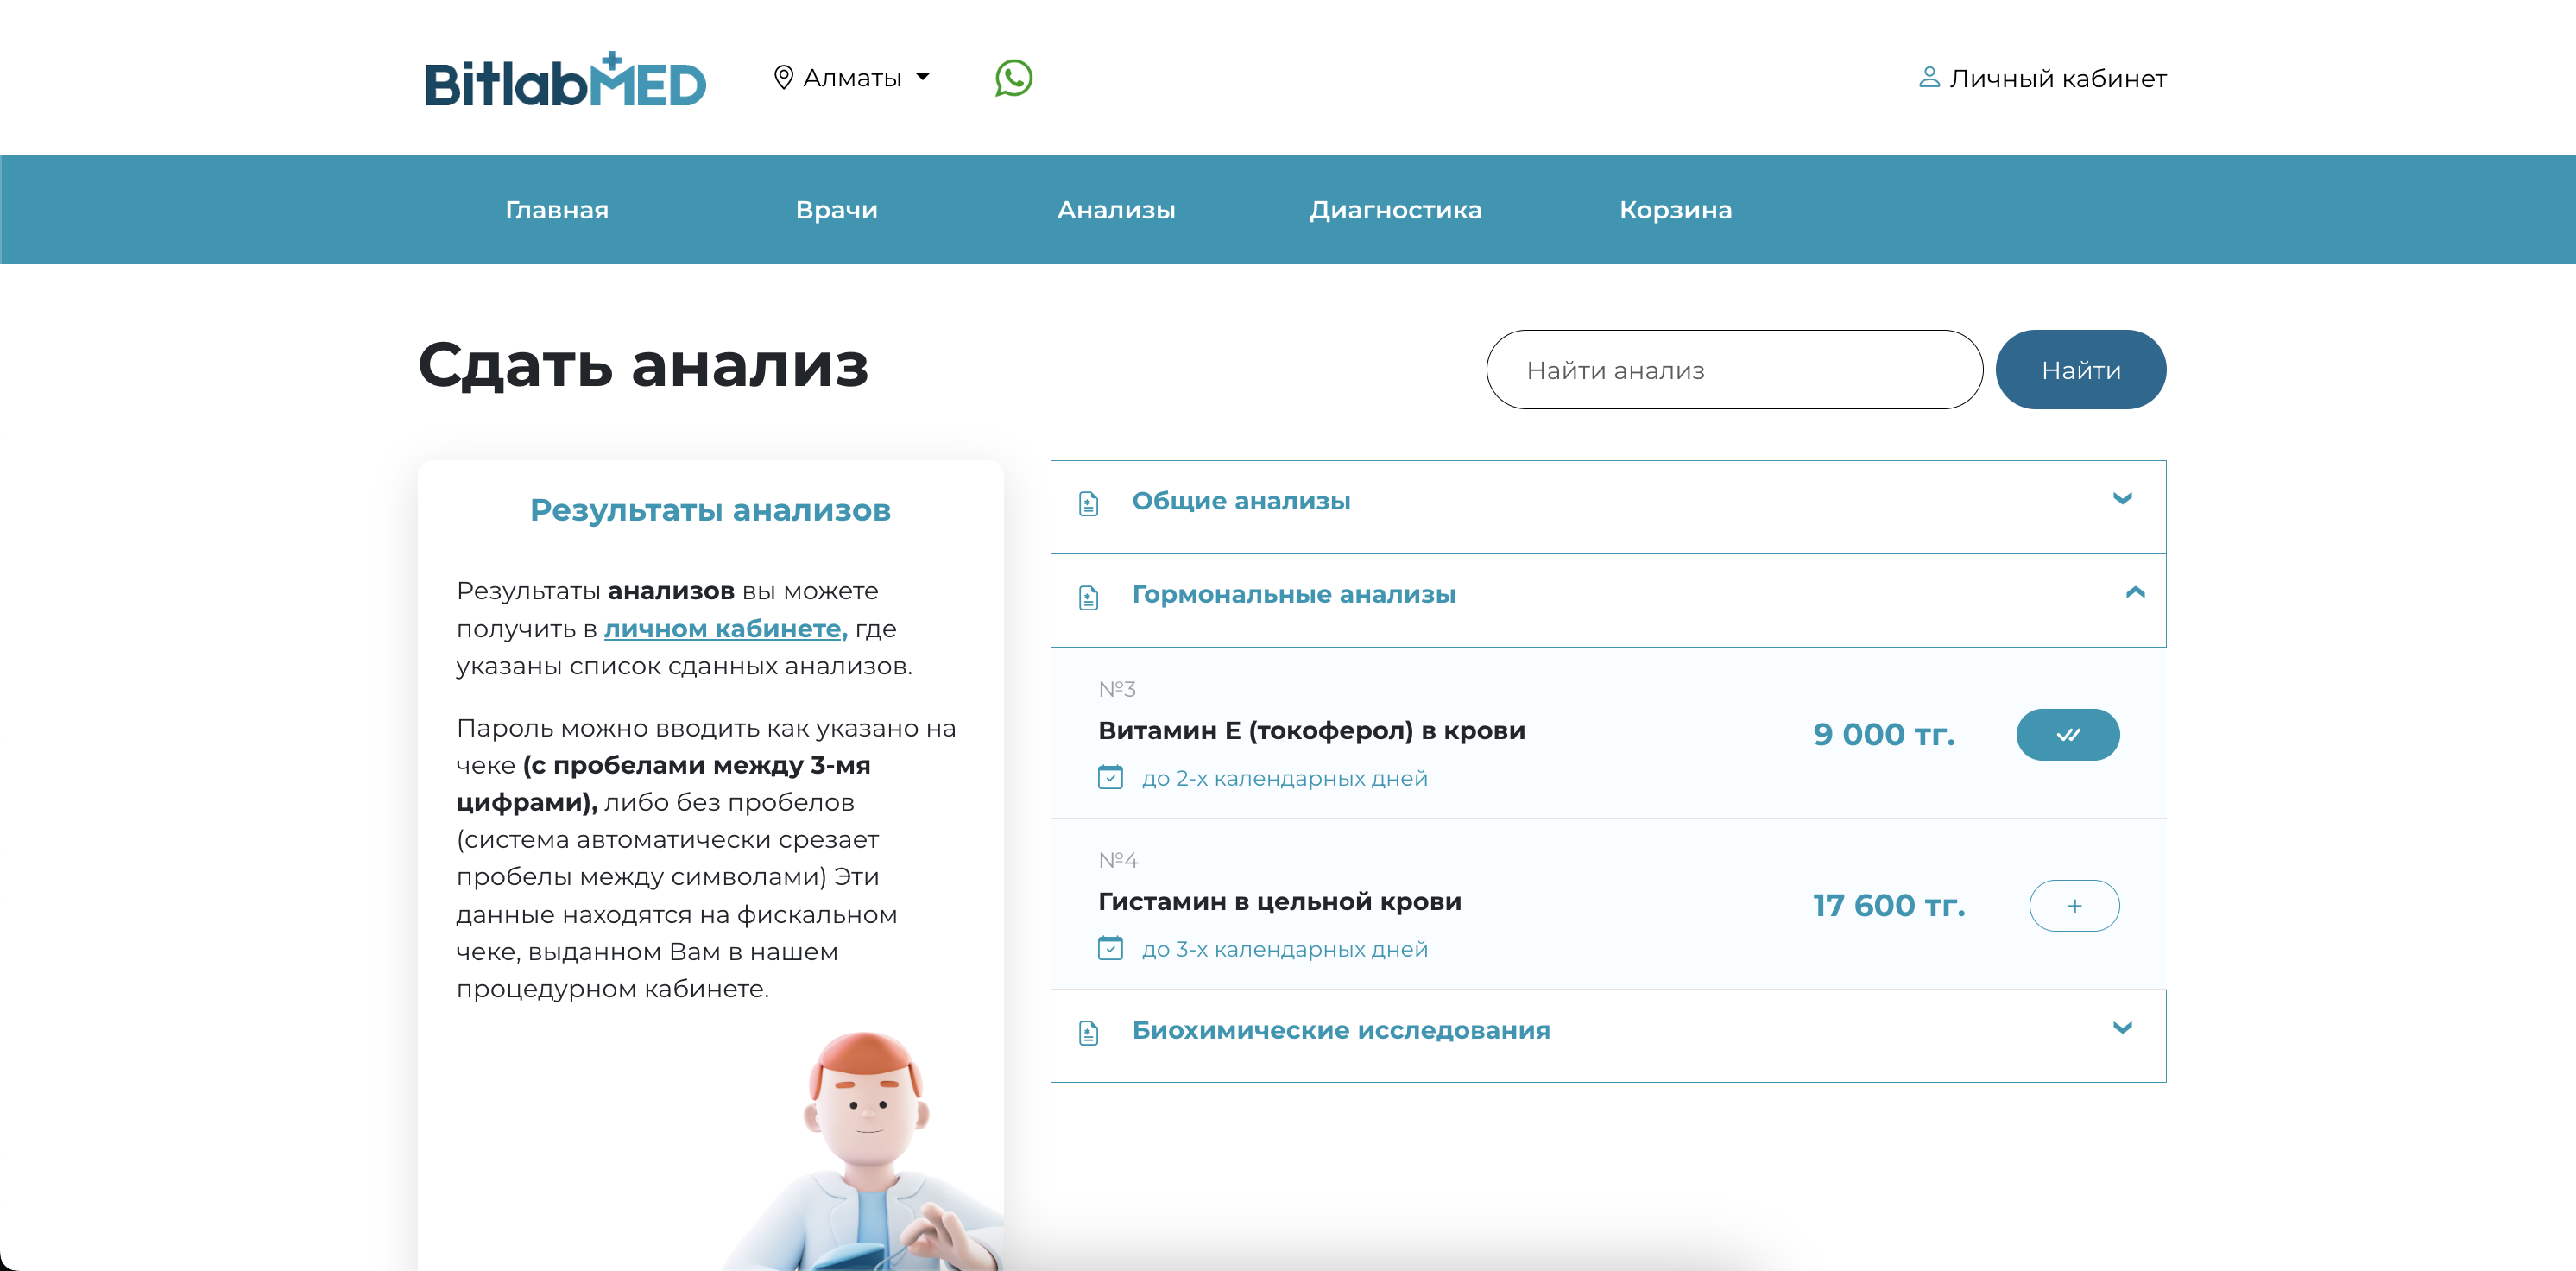 BitlabMED
Алматы
Личный кабинет
Главная
Врачи
Анализы
Диагностика
Корзина
Сдать анализ
Найти анализ
Найти
Результаты анализов
Результаты анализов вы можете
получить в личном кабинете, где
указаны список сданных анализов.
Пароль можно вводить как указано на
чеке (с пробелами между 3-мя
цифрами), либо без пробелов
(система автоматически срезает
пробелы между символами) Эти
данные находятся на фискальном
чеке, выданном Вам в нашем
процедурном кабинете.
Общие анализы
Гормональные анализы
№3
Витамин Е (токоферол) в крови
9 000 тг.
до 2-х календарных дней
№4
Гистамин в цельной крови
17 600 тг.
+
до 3-х календарных дней
Биохимические исследования